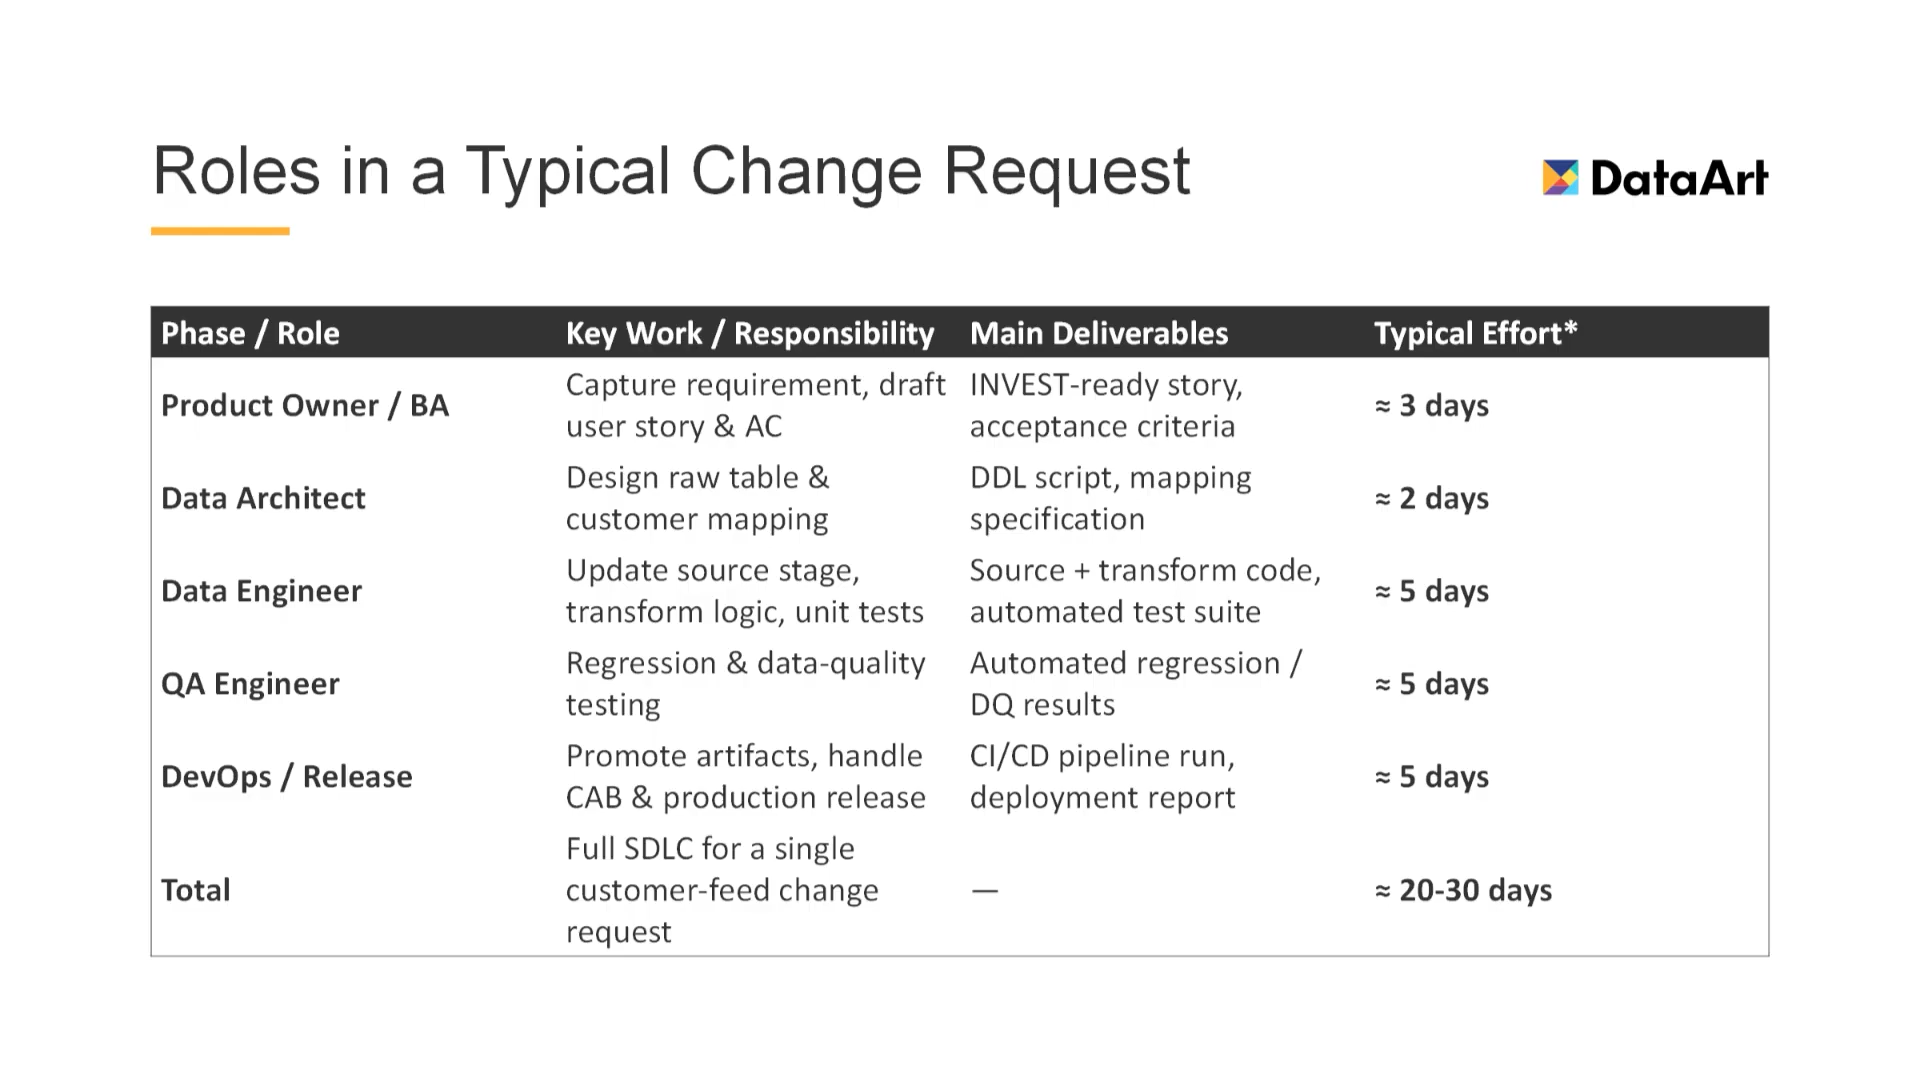 Roles in a Typical Change Request
DataArt
Phase / Role Key Work / Responsibility Main Deliverables Typical Effort*
Product Owner / BA
Capture requirement, draft
user story & AC
INVEST-ready story,
acceptance criteria
≈ 3 days
Data Architect
Design raw table &
customer mapping
DDL script, mapping
specification
≈ 2 days
Data Engineer
Update source stage,
transform logic, unit tests
Source + transform code,
automated test suite
≈ 5 days
QA Engineer
Regression & data-quality
testing
Automated regression /
DQ results
≈ 5 days
DevOps / Release
Promote artifacts, handle
CAB & production release
CI/CD pipeline run,
deployment report
≈ 5 days
Total
Full SDLC for a single
customer-feed change
request
—
≈ 20-30 days